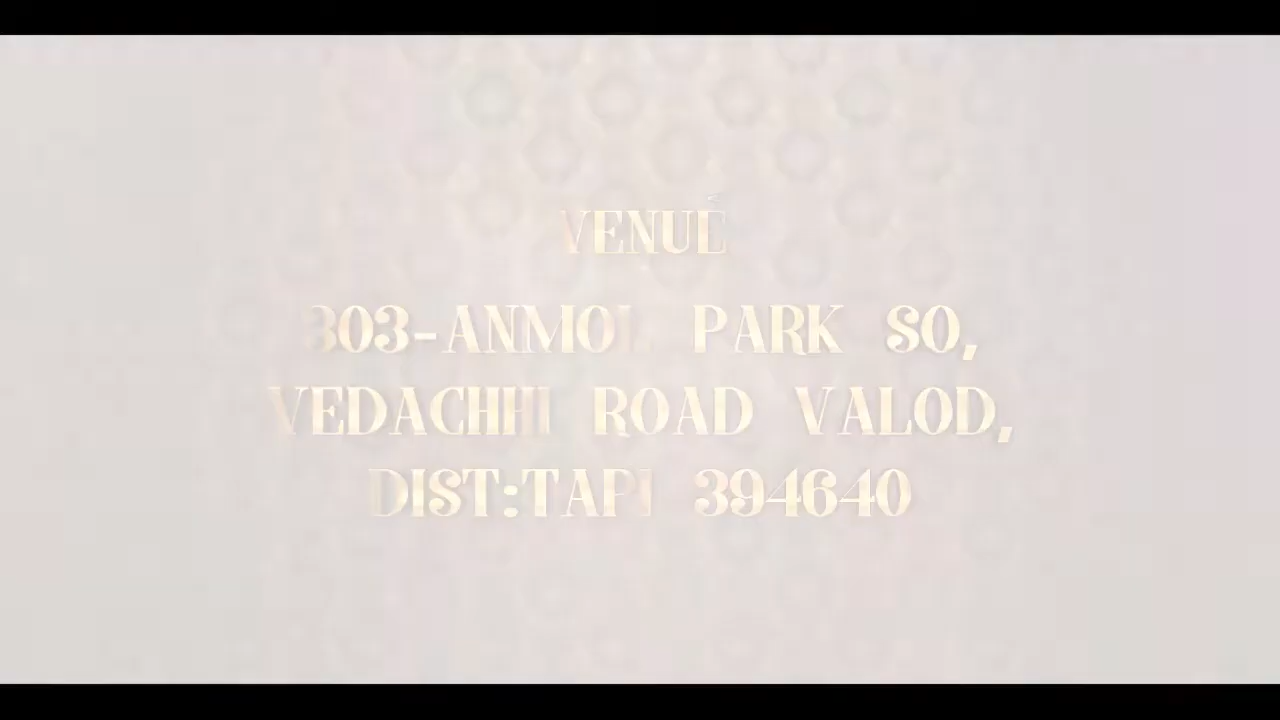 VENUE
303-ANMOL PARK SO,
VEDACHHI ROAD VALOD,
DIST:TAPI 394640